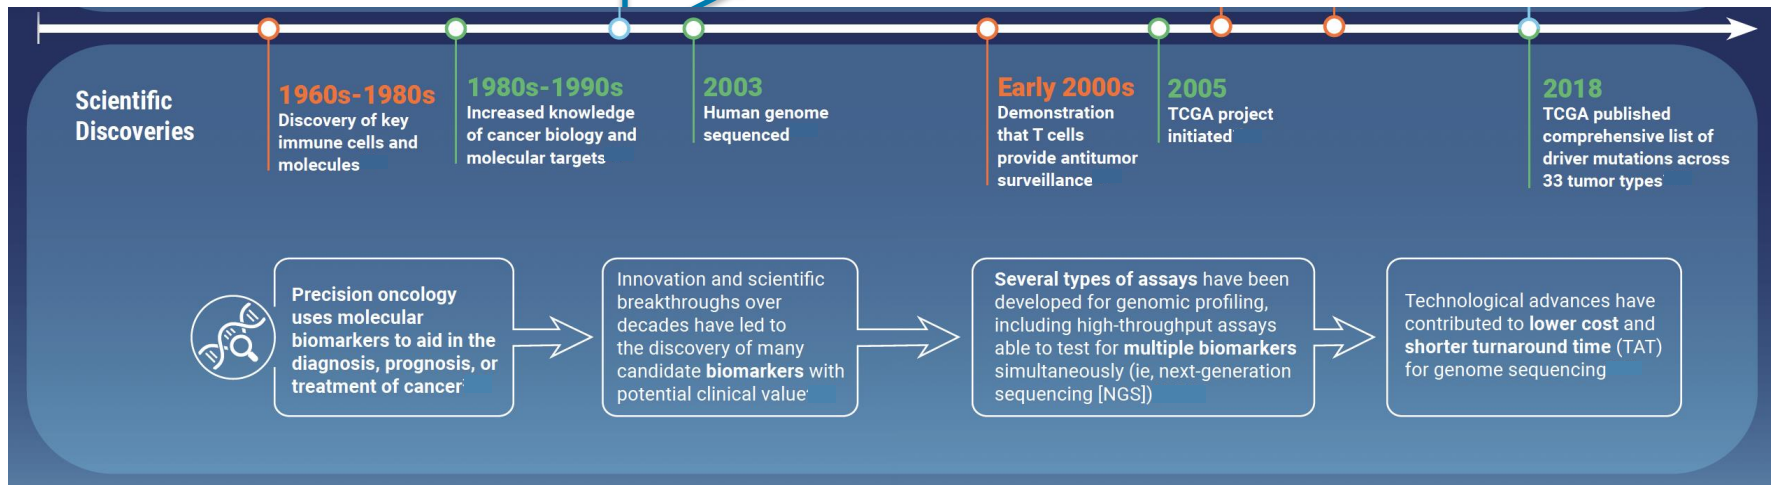 Scientific
Discoveries
1960s-1980s
Discovery of key
immune cells and
molecules
1980s-1990s
Increased knowledge
of cancer biology and
molecular targets
2003
Human genome
sequenced
Early 2000s
Demonstration
that T cells
provide antitumor
surveillance
2005
TCGA project
initiated
2018
TCGA published
comprehensive list of
driver mutations across
33 tumor types
Precision oncology
uses molecular
biomarkers to aid in the
diagnosis, prognosis, or
treatment of cancer
Innovation and scientific
breakthroughs over
decades have led to
the discovery of many
candidate biomarkers with
potential clinical value
Several types of assays have been
developed for genomic profiling,
including high-throughput assays
able to test for multiple biomarkers
simultaneously (ie, next-generation
sequencing [NGS])
Technological advances have
contributed to lower cost and
shorter turnaround time (TAT)
for genome sequencing